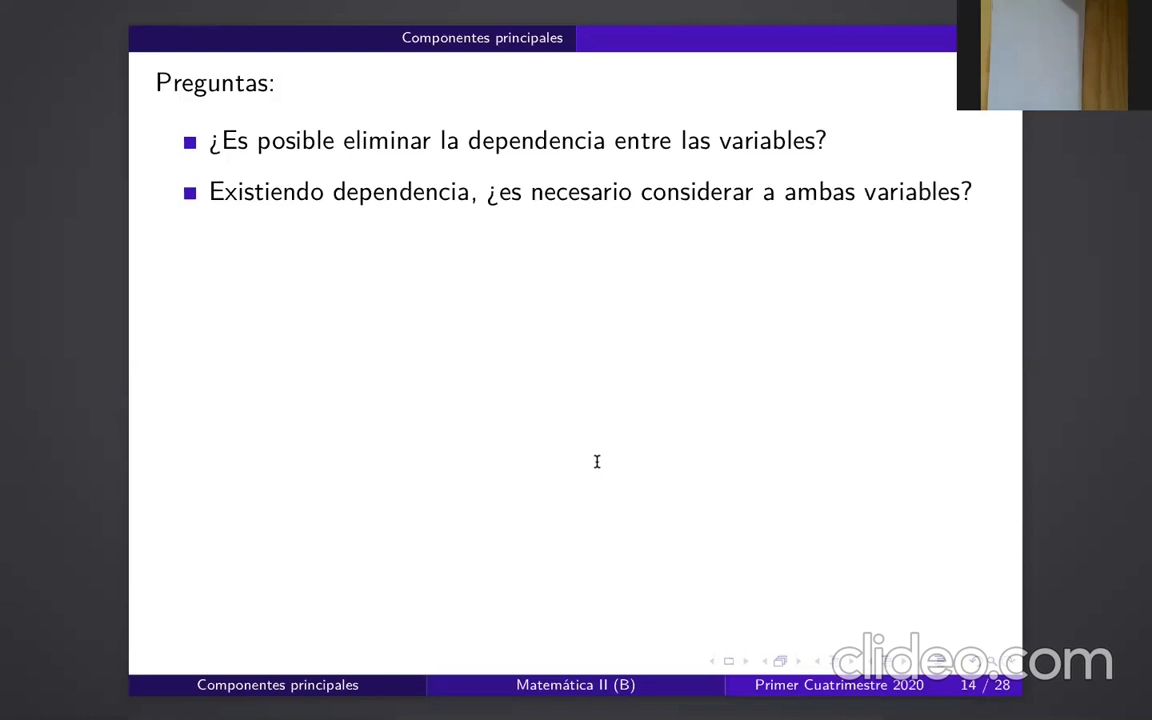 Componentes principales
Preguntas:
¿Es posible eliminar la dependencia entre las variables?
Existiendo dependencia, ¿es necesario considerar a ambas variables?
clideo.com
Componentes principales Matemática II (B) Primer Cuatrimestre 2020 14 / 28